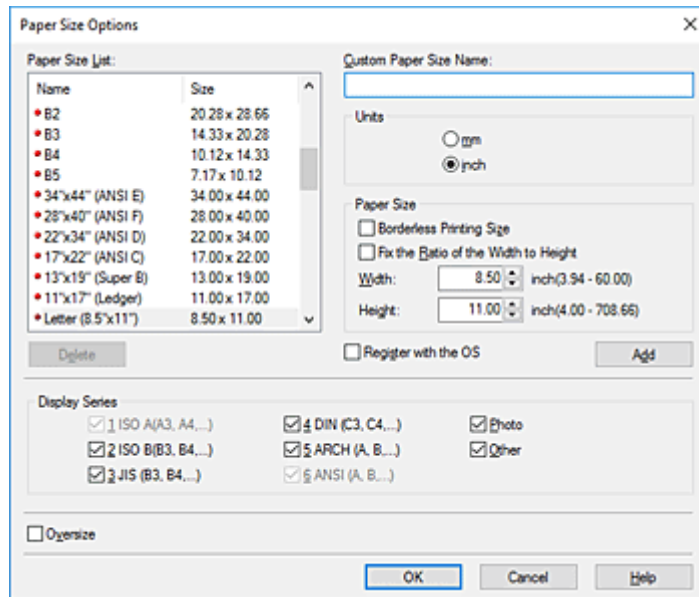 Paper Size Options
Paper Size List:
Name Size
B2 20.28 x 28.66
B3 14.33 x 20.28
B4 10.12 x 14.33
B5 7.17 x 10.12
34"x44" (ANSI E) 34.00 x 44.00
28"x40" (ANSI F) 28.00 x 40.00
22"x34" (ANSI D) 22.00 x 34.00
17"x22" (ANSI C) 17.00 x 22.00
13"x19" (Super B) 13.00 x 19.00
11"x17" (Ledger) 11.00 x 17.00
Letter (8.5"x11") 8.50 x 11.00
Delete
Custom Paper Size Name:
Units
mm
inch
Paper Size
Borderless Printing Size
Fix the Ratio of the Width to Height
Width: 8.50 inch(3.94 - 60.00)
Height: 11.00 inch(4.00 - 708.66)
Register with the OS Add
Display Series
1 ISO A(A3, A4,...) 4 DIN (C3, C4,...) Photo
2 ISO B(B3, B4,...) 5 ARCH (A, B,...) Other
3 JIS (B3, B4,...) 6 ANSI (A, B,...)
Oversize
OK Cancel Help